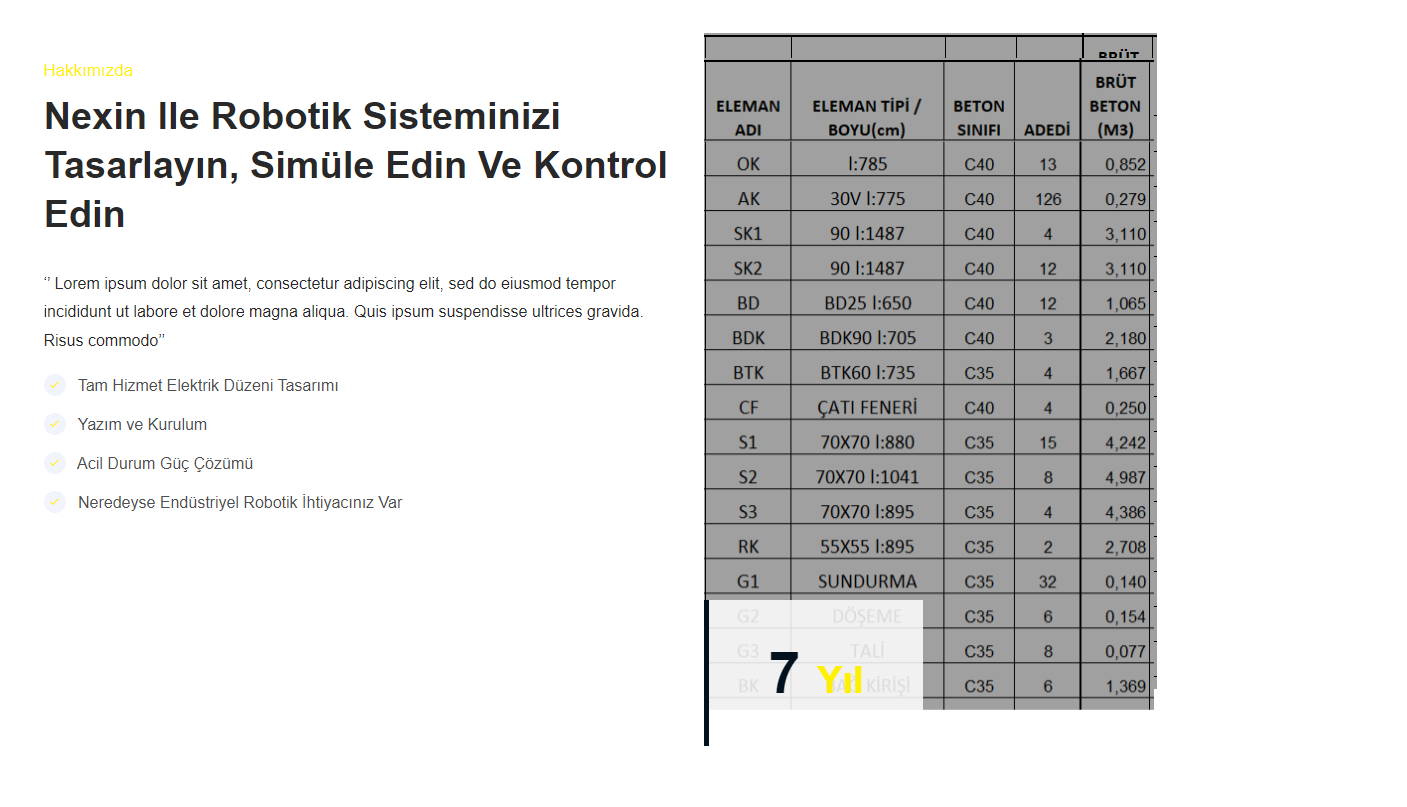 Hakkımızda
Nexin Ile Robotik Sisteminizi
Tasarlayın, Simüle Edin Ve Kontrol
Edin
‘’ Lorem ipsum dolor sit amet, consectetur adipiscing elit, sed do eiusmod tempor
incididunt ut labore et dolore magna aliqua. Quis ipsum suspendisse ultrices gravida.
Risus commodo’’
Tam Hizmet Elektrik Düzeni Tasarımı
Yazım ve Kurulum
Acil Durum Güç Çözümü
Neredeyse Endüstriyel Robotik İhtiyacınız Var
BRÜT
ELEMAN ADI ELEMAN TİPİ / BOYU(cm) BETON SINIFI ADEDİ BRÜT BETON (M3)
OK l:785 C40 13 0,852
AK 30V l:775 C40 126 0,279
SK1 90 l:1487 C40 4 3,110
SK2 90 l:1487 C40 12 3,110
BD BD25 l:650 C40 12 1,065
BDK BDK90 l:705 C40 3 2,180
BTK BTK60 l:735 C35 4 1,667
CF ÇATI FENERİ C40 4 0,250
S1 70X70 l:880 C35 15 4,242
S2 70X70 l:1041 C35 8 4,987
S3 70X70 l:895 C35 4 4,386
RK 55X55 l:895 C35 2 2,708
G1 SUNDURMA C35 32 0,140
G2 DÖŞEME C35 6 0,154
G3 TALİ C35 8 0,077
BK KİRİŞİ C35 6 1,369
7 Yıl